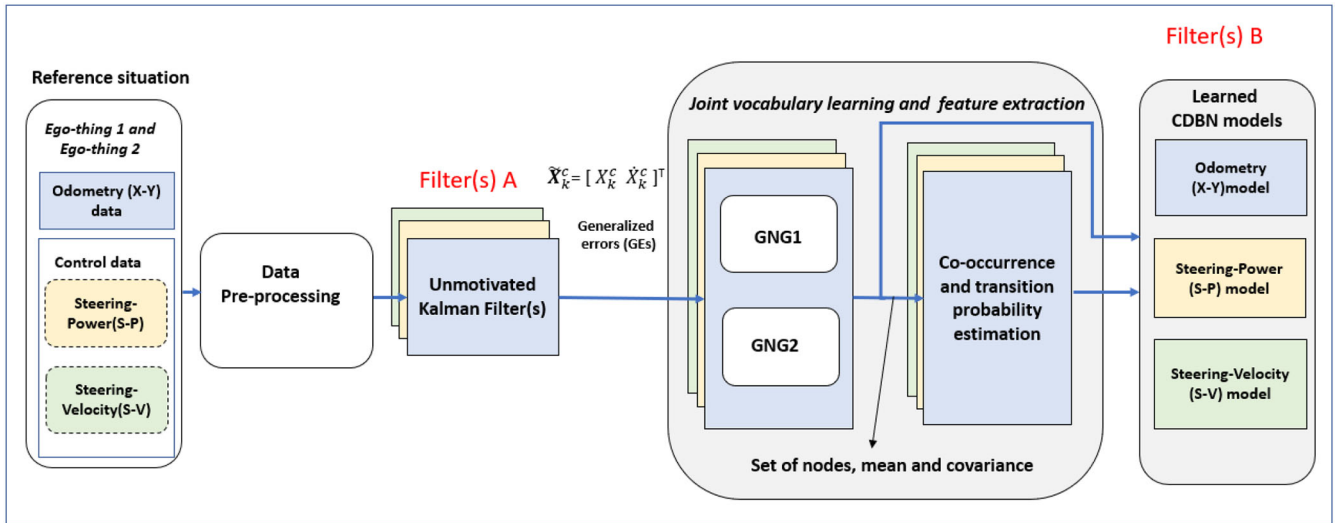 Reference situation
Ego-thing 1 and
Ego-thing 2
Odometry (X-Y)
data
Control data
Steering-
Power(S-P)
Steering-
Velocity(S-V)
Data
Pre-processing
Filter(s) A
Unmotivated
Kalman Filter(s)
X̃ᶜₖ= [ Xᶜₖ Ẋᶜₖ ]ᵀ
Generalized
errors (GEs)
Joint vocabulary learning and feature extraction
GNG1
GNG2
Co-occurrence
and transition
probability
estimation
Set of nodes, mean and covariance
Filter(s) B
Learned
CDBN models
Odometry
(X-Y)model
Steering-Power
(S-P) model
Steering-Velocity
(S-V) model